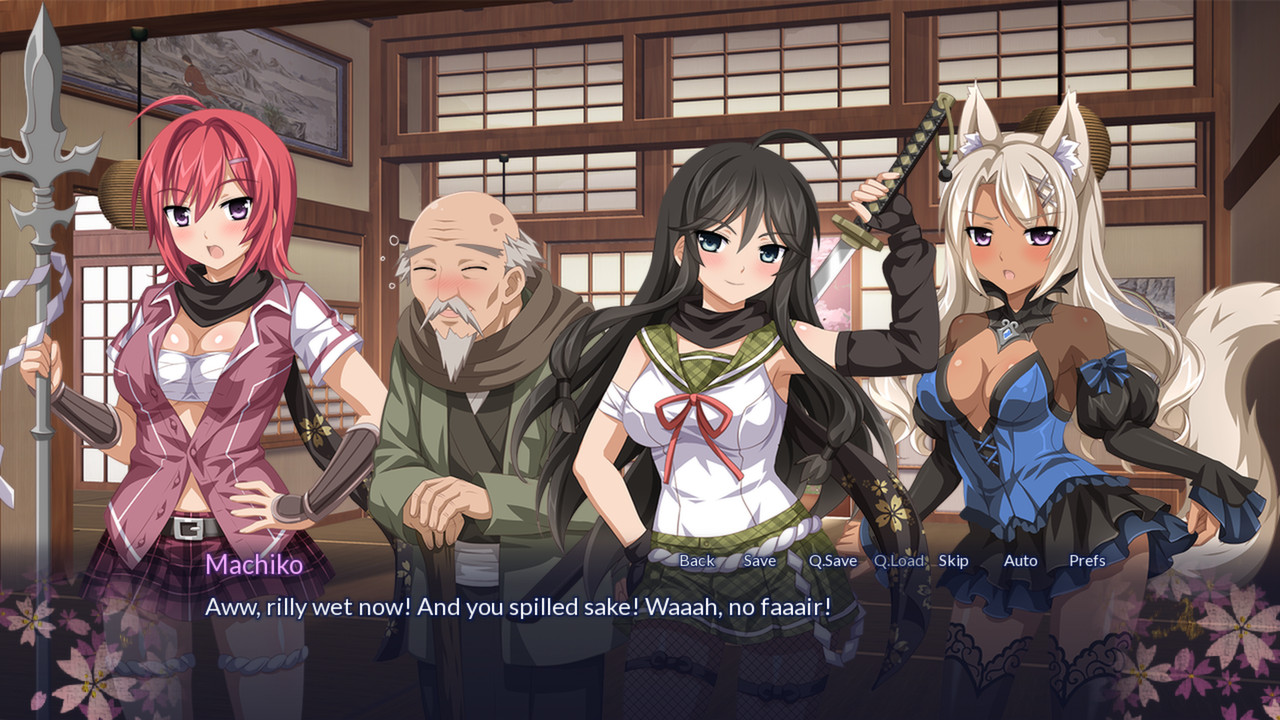 Machiko
Back Save Q.Save Q.Load Skip Auto Prefs
Aww, rilly wet now! And you spilled sake! Waaah, no faaair!